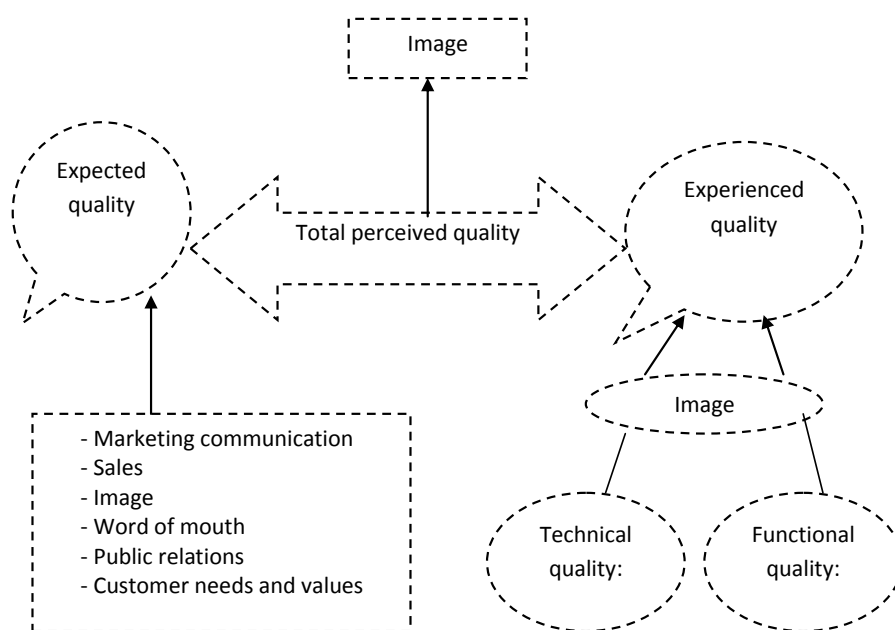 Image
Expected
quality
Total perceived quality
Experienced
quality
Image
- Marketing communication
- Sales
- Image
- Word of mouth
- Public relations
- Customer needs and values
Technical
quality:
Functional
quality: